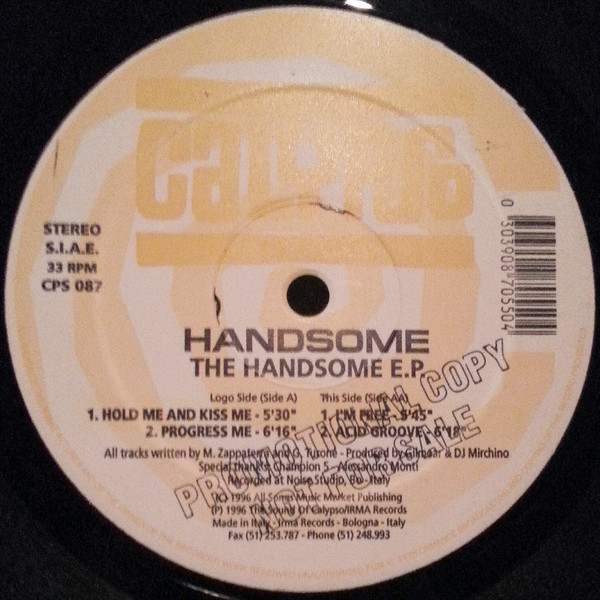 calypso
STEREO
S.I.A.E.
33 RPM
CPS 087
0 303908 705504
HANDSOME
THE HANDSOME E.P.
Logo Side (Side A) This Side (Side AA)
1. HOLD ME AND KISS ME - 5'30" 1. I'M FREE - 5'45"
2. PROGRESS ME - 6'16" 2. ACID GROOVE - 6'18"
All tracks written by M. Zappaterra and G. Turone - Produced by & DJ Mirchino
Special thanks Champion 5 - Alessandro Monti
Recorded at Noise Studio, Bo - Italy
(C) 1996 All Songs Music Market Publishing
(P) 1996 The Sound Of Calypso/IRMA Records
Made in Italy - Irma Records - Bologna - Italy
Fax (51) 253.787 - Phone (51) 248.993
PROMOTIONAL COPY
NOT FOR SALE